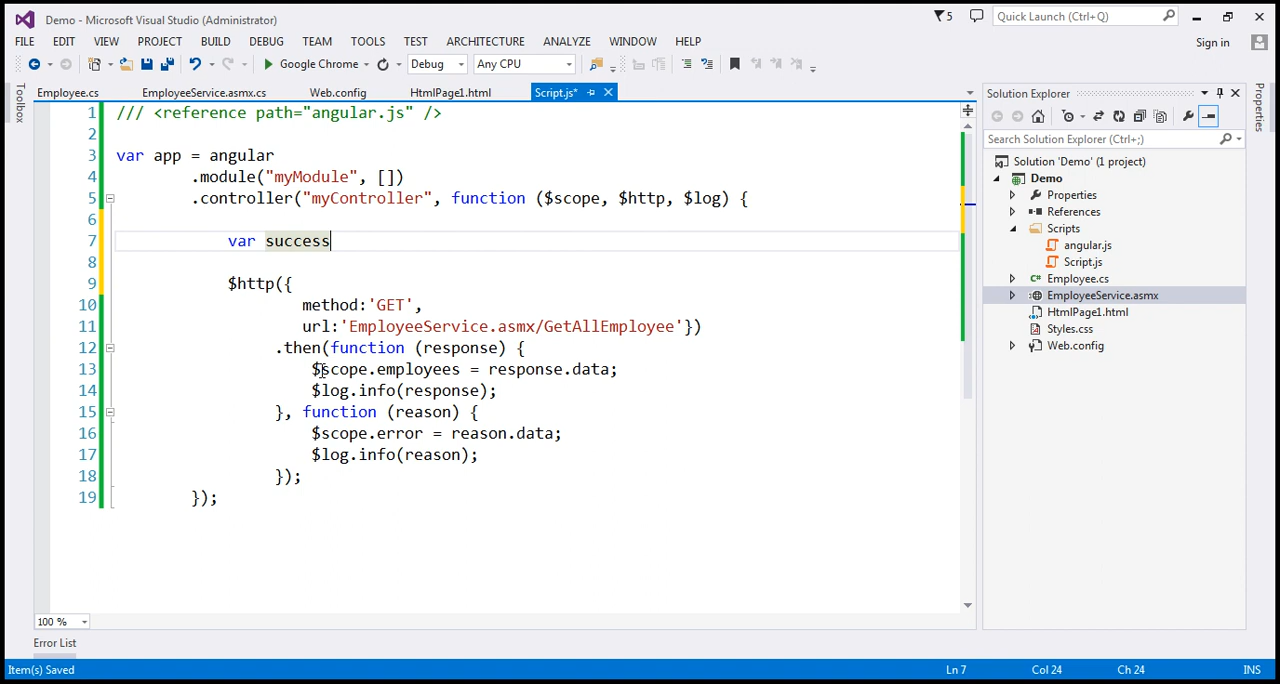 Demo - Microsoft Visual Studio (Administrator)
5
Quick Launch (Ctrl+Q)
FILE EDIT VIEW PROJECT BUILD DEBUG TEAM TOOLS TEST ARCHITECTURE ANALYZE WINDOW HELP
Sign in
Google Chrome Debug Any CPU
Toolbox
Employee.cs EmployeeService.asmx.cs Web.config HtmlPage1.html Script.js*
1 /// <reference path="angular.js" />
2
3 var app = angular
4 .module("myModule", [])
5 .controller("myController", function ($scope, $http, $log) {
6
7 var success
8
9 $http({
10 method:'GET',
11 url:'EmployeeService.asmx/GetAllEmployee'})
12 .then(function (response) {
13 $scope.employees = response.data;
14 $log.info(response);
15 }, function (reason) {
16 $scope.error = reason.data;
17 $log.info(reason);
18 });
19 });
100 %
Error List
Solution Explorer
Search Solution Explorer (Ctrl+;)
Solution 'Demo' (1 project)
Demo
Properties
References
Scripts
angular.js
Script.js
Employee.cs
EmployeeService.asmx
HtmlPage1.html
Styles.css
Web.config
Properties
Item(s) Saved Ln 7 Col 24 Ch 24 INS